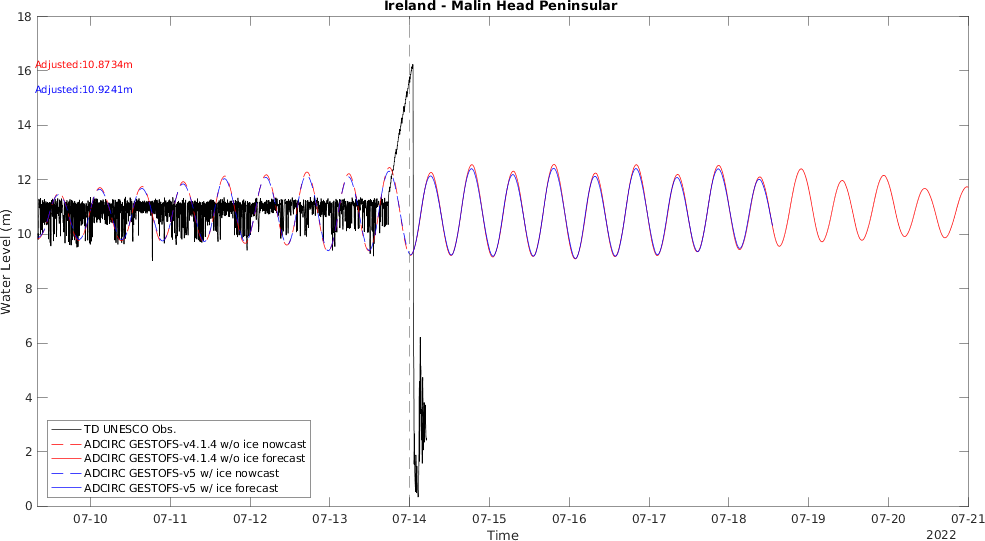 Ireland - Malin Head Peninsular
Water Level (m)
18
16
14
12
10
8
6
4
2
0
Adjusted:10.8734m
Adjusted:10.9241m
TD UNESCO Obs.
ADCIRC GESTOFS-v4.1.4 w/o ice nowcast
ADCIRC GESTOFS-v4.1.4 w/o ice forecast
ADCIRC GESTOFS-v5 w/ ice nowcast
ADCIRC GESTOFS-v5 w/ ice forecast
07-10 07-11 07-12 07-13 07-14 07-15 07-16 07-17 07-18 07-19 07-20 07-21
Time
2022